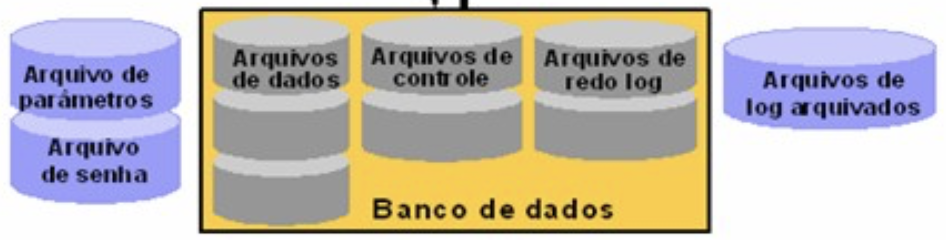 Arquivo de
parâmetros
Arquivo
de senha
Arquivos
de dados
Arquivos de
controle
Arquivos de
redo log
Banco de dados
Arquivos de
log arquivados